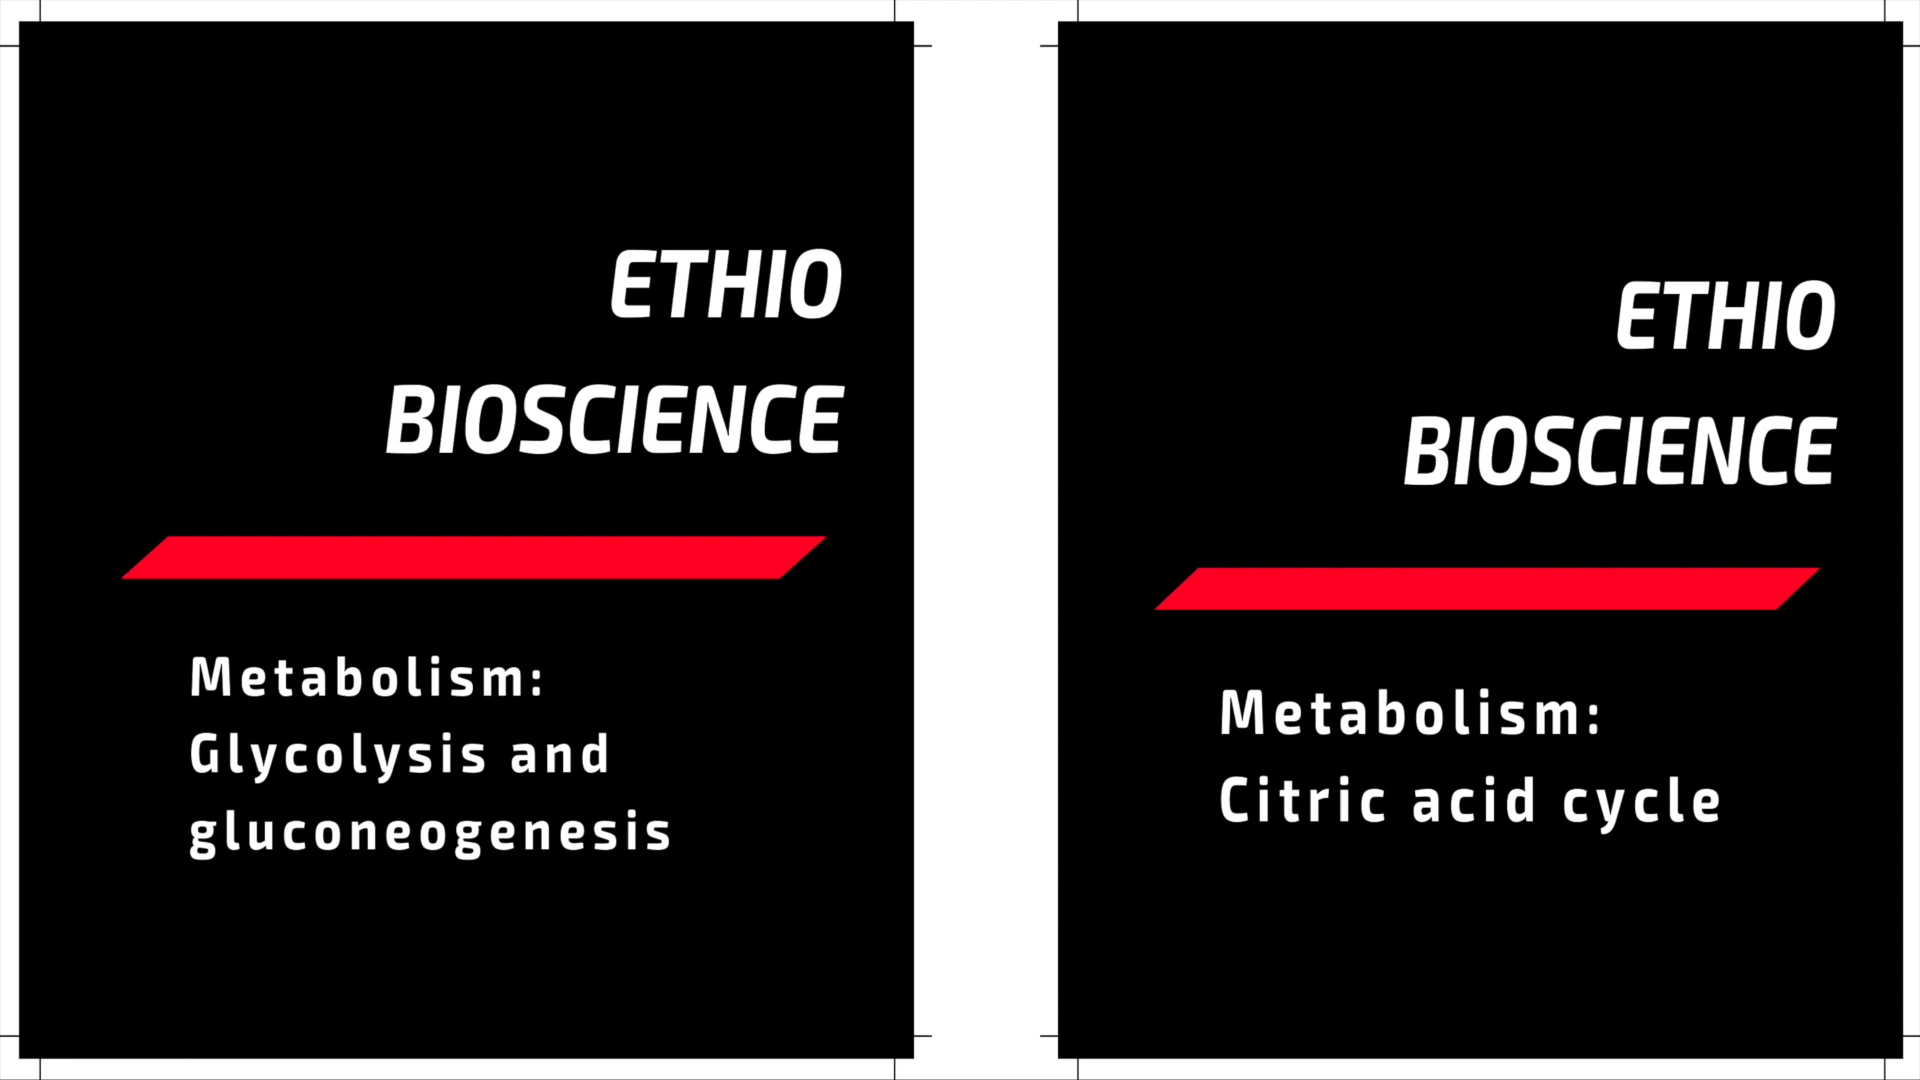 ETHIO
BIOSCIENCE
Metabolism:
Glycolysis and
gluconeogenesis
ETHIO
BIOSCIENCE
Metabolism:
Citric acid cycle